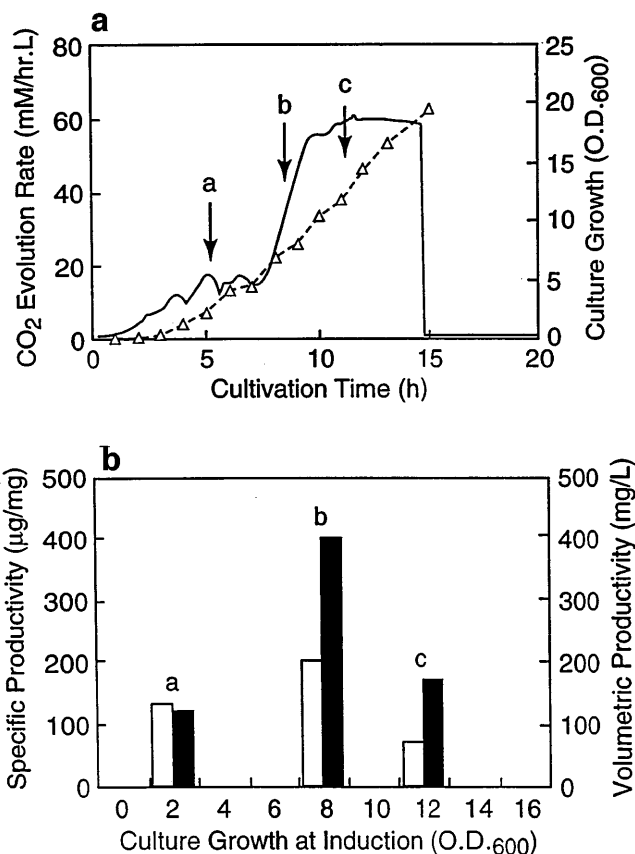 a
80 25
60 20
40 15
20 10
0 5
0
0 5 10 15 20
a b c
CO2 Evolution Rate (mM/hr.L)
Culture Growth (O.D.600)
Cultivation Time (h)
b
500 500
400 400
300 300
200 200
100 100
0 0
a b c
0 2 4 6 8 10 12 14 16
Specific Productivity (µg/mg)
Volumetric Productivity (mg/L)
Culture Growth at Induction (O.D.600)